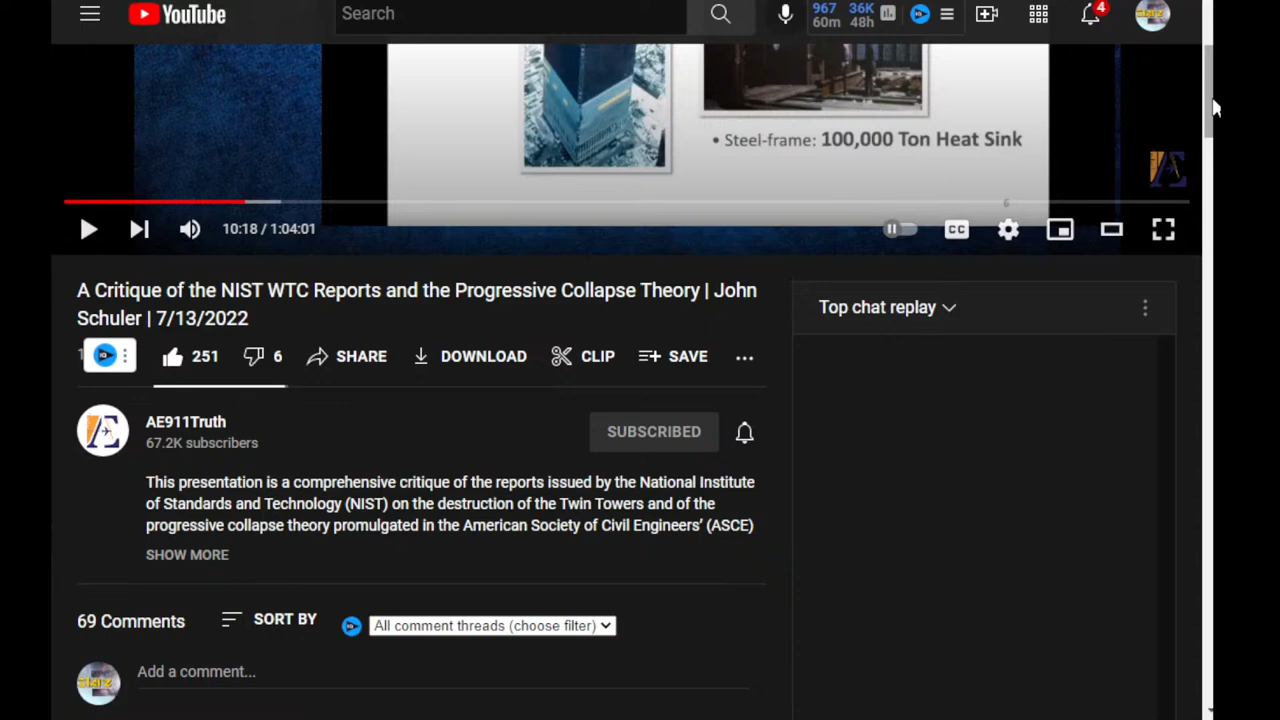 YouTube
Search
967 36K
60m 48h
4
• Steel-frame: 100,000 Ton Heat Sink
6
10:18 / 1:04:01
CC
A Critique of the NIST WTC Reports and the Progressive Collapse Theory | John
Schuler | 7/13/2022
251 6 SHARE DOWNLOAD CLIP SAVE
Top chat replay
AE911Truth
67.2K subscribers
SUBSCRIBED
This presentation is a comprehensive critique of the reports issued by the National Institute
of Standards and Technology (NIST) on the destruction of the Twin Towers and of the
progressive collapse theory promulgated in the American Society of Civil Engineers’ (ASCE)
SHOW MORE
69 Comments SORT BY All comment threads (choose filter)
Add a comment...